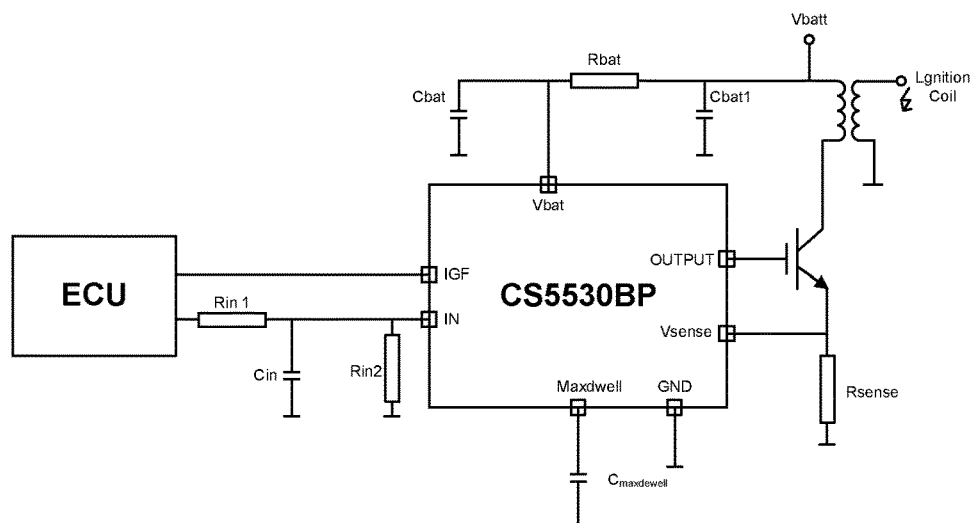 Vbatt
Rbat
Cbat
Cbat1
Lgnition
Coil
Vbat
OUTPUT
IGF
ECU
CS5530BP
Rin 1
IN
Vsense
Cin
Rin2
Maxdwell
GND
Rsense
Cmaxdewell